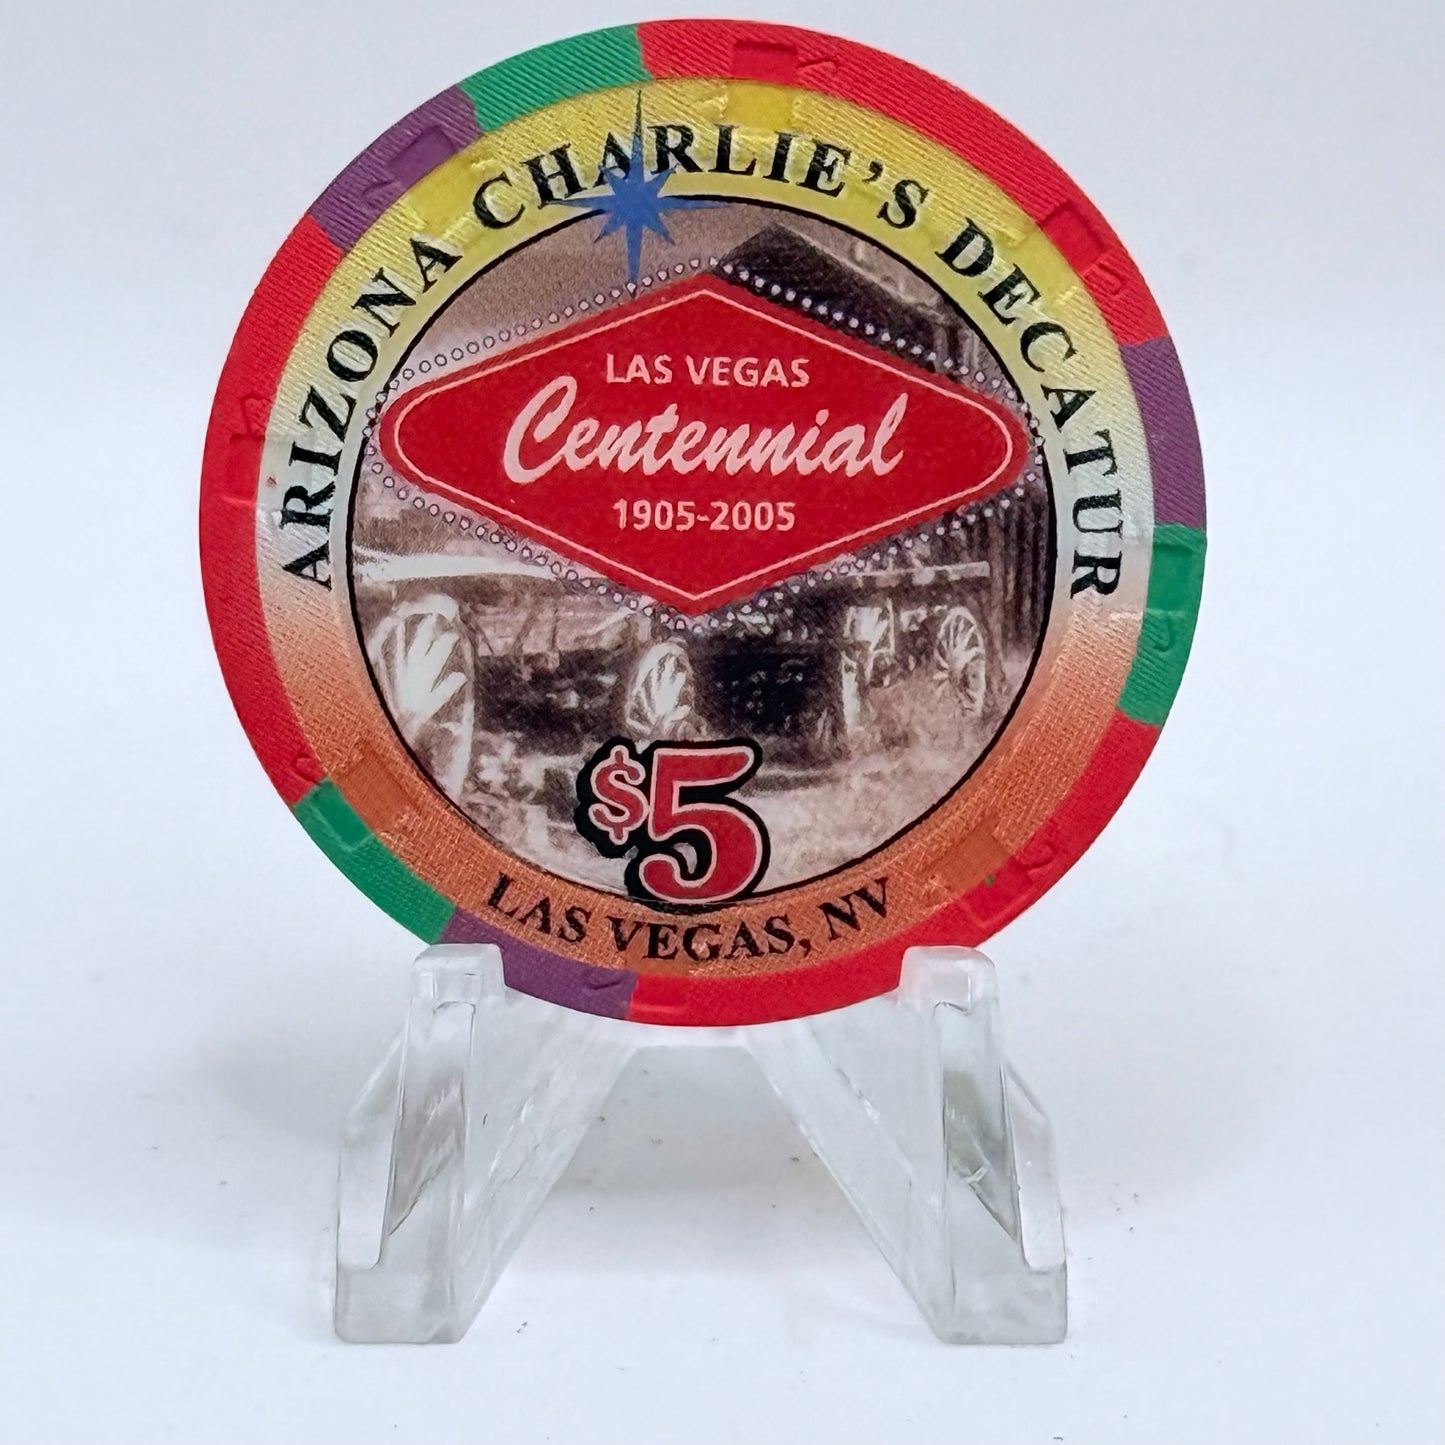 ARIZONA CHARLIE'S DECATUR
LAS VEGAS
Centennial
1905-2005
$5
LAS VEGAS, NV